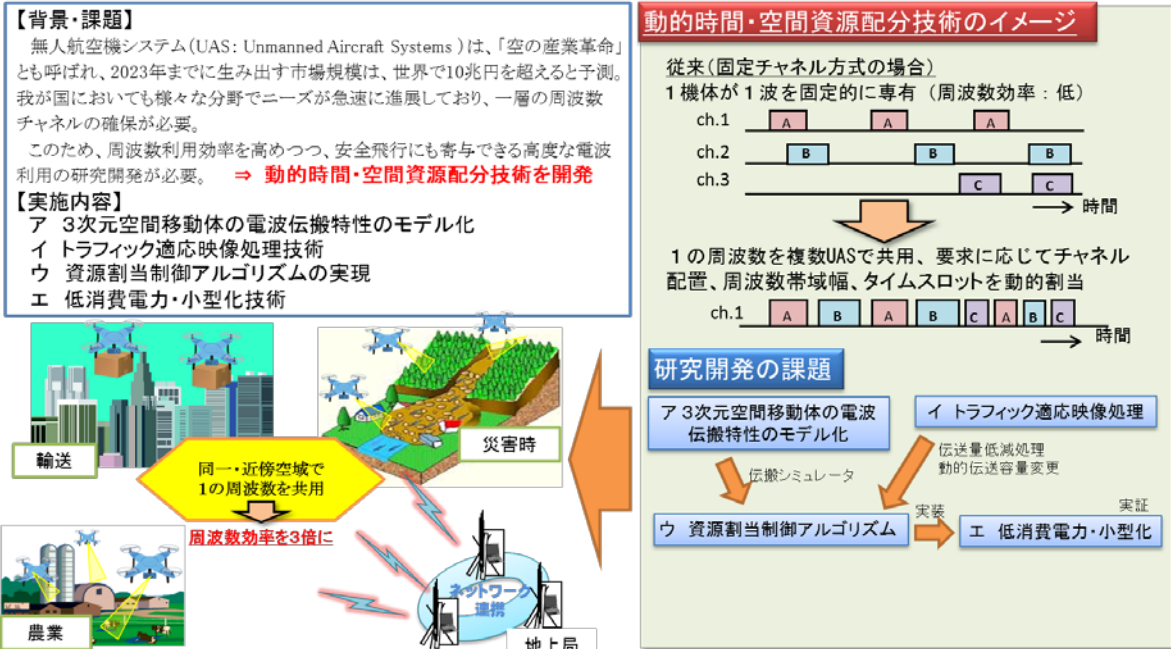 【背景・課題】
無人航空機システム(UAS: Unmanned Aircraft Systems )は、「空の産業革命」
とも呼ばれ、2023年までに生み出す市場規模は、世界で10兆円を超えると予測。
我が国においても様々な分野でニーズが急速に進展しており、一層の周波数
チャネルの確保が必要。
このため、周波数利用効率を高めつつ、安全飛行にも寄与できる高度な電波
利用の研究開発が必要。 ⇒ 動的時間・空間資源配分技術を開発
【実施内容】
ア 3次元空間移動体の電波伝搬特性のモデル化
イ トラフィック適応映像処理技術
ウ 資源割当制御アルゴリズムの実現
エ 低消費電力・小型化技術
輸送
災害時
同一・近傍空域で
1の周波数を共用
周波数効率を3倍に
農業
ネットワーク
連携
地上局
動的時間・空間資源配分技術のイメージ
従来(固定チャネル方式の場合)
1機体が1波を固定的に専有 (周波数効率:低)
ch.1 A A A
ch.2 B B B
ch.3 C C
時間
1の周波数を複数UASで共用、要求に応じてチャネル
配置、周波数帯域幅、タイムスロットを動的割当
ch.1 A B A B C A B C
時間
研究開発の課題
ア 3次元空間移動体の電波
伝搬特性のモデル化
イ トラフィック適応映像処理
伝搬シミュレータ
伝送量低減処理
動的伝送容量変更
ウ 資源割当制御アルゴリズム
実装
実証
エ 低消費電力・小型化